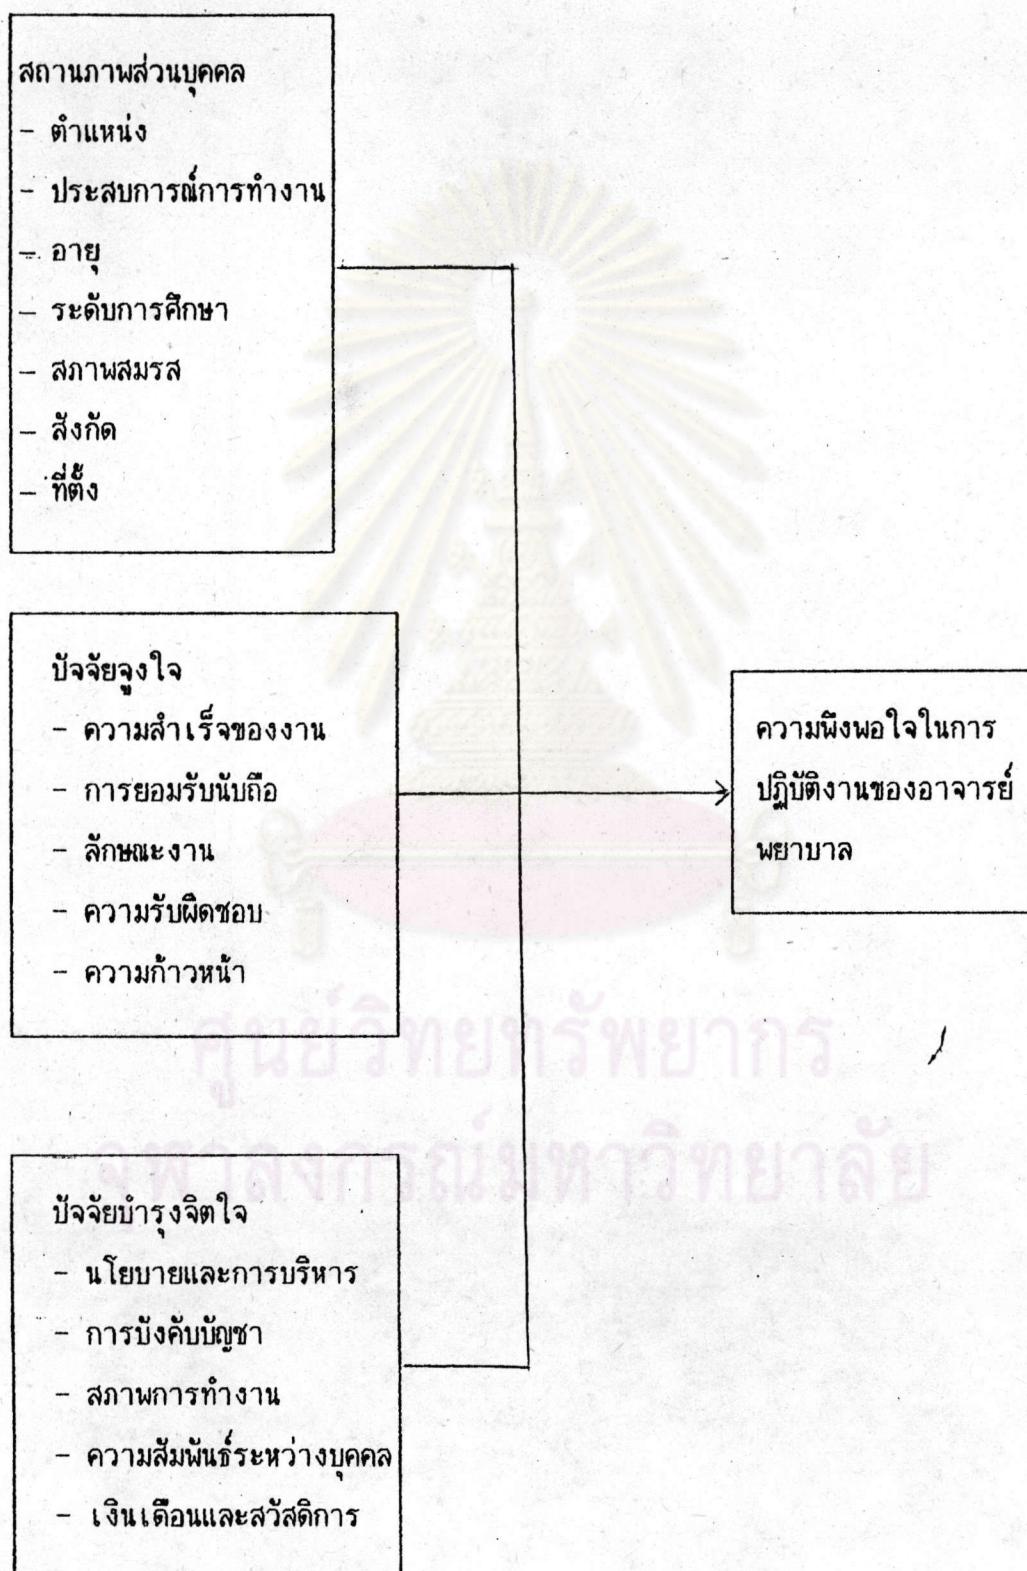 สถานภาพส่วนบุคคล
- ตำแหน่ง
- ประสบการณ์การทำงาน
- อายุ
- ระดับการศึกษา
- สภาพสมรส
- สังกัด
- ที่ตั้ง
ปัจจัยจูงใจ
- ความสำเร็จของงาน
- การยอมรับนับถือ
- ลักษณะงาน
- ความรับผิดชอบ
- ความก้าวหน้า
ความพึงพอใจในการ
ปฏิบัติงานของอาจารย์
พยาบาล
ศูนย์วิทยทรัพยากร
จุฬาลงกรณ์มหาวิทยาลัย
ปัจจัยบำรุงจิตใจ
- นโยบายและการบริหาร
- การบังคับบัญชา
- สภาพการทำงาน
- ความสัมพันธ์ระหว่างบุคคล
- เงินเดือนและสวัสดิการ